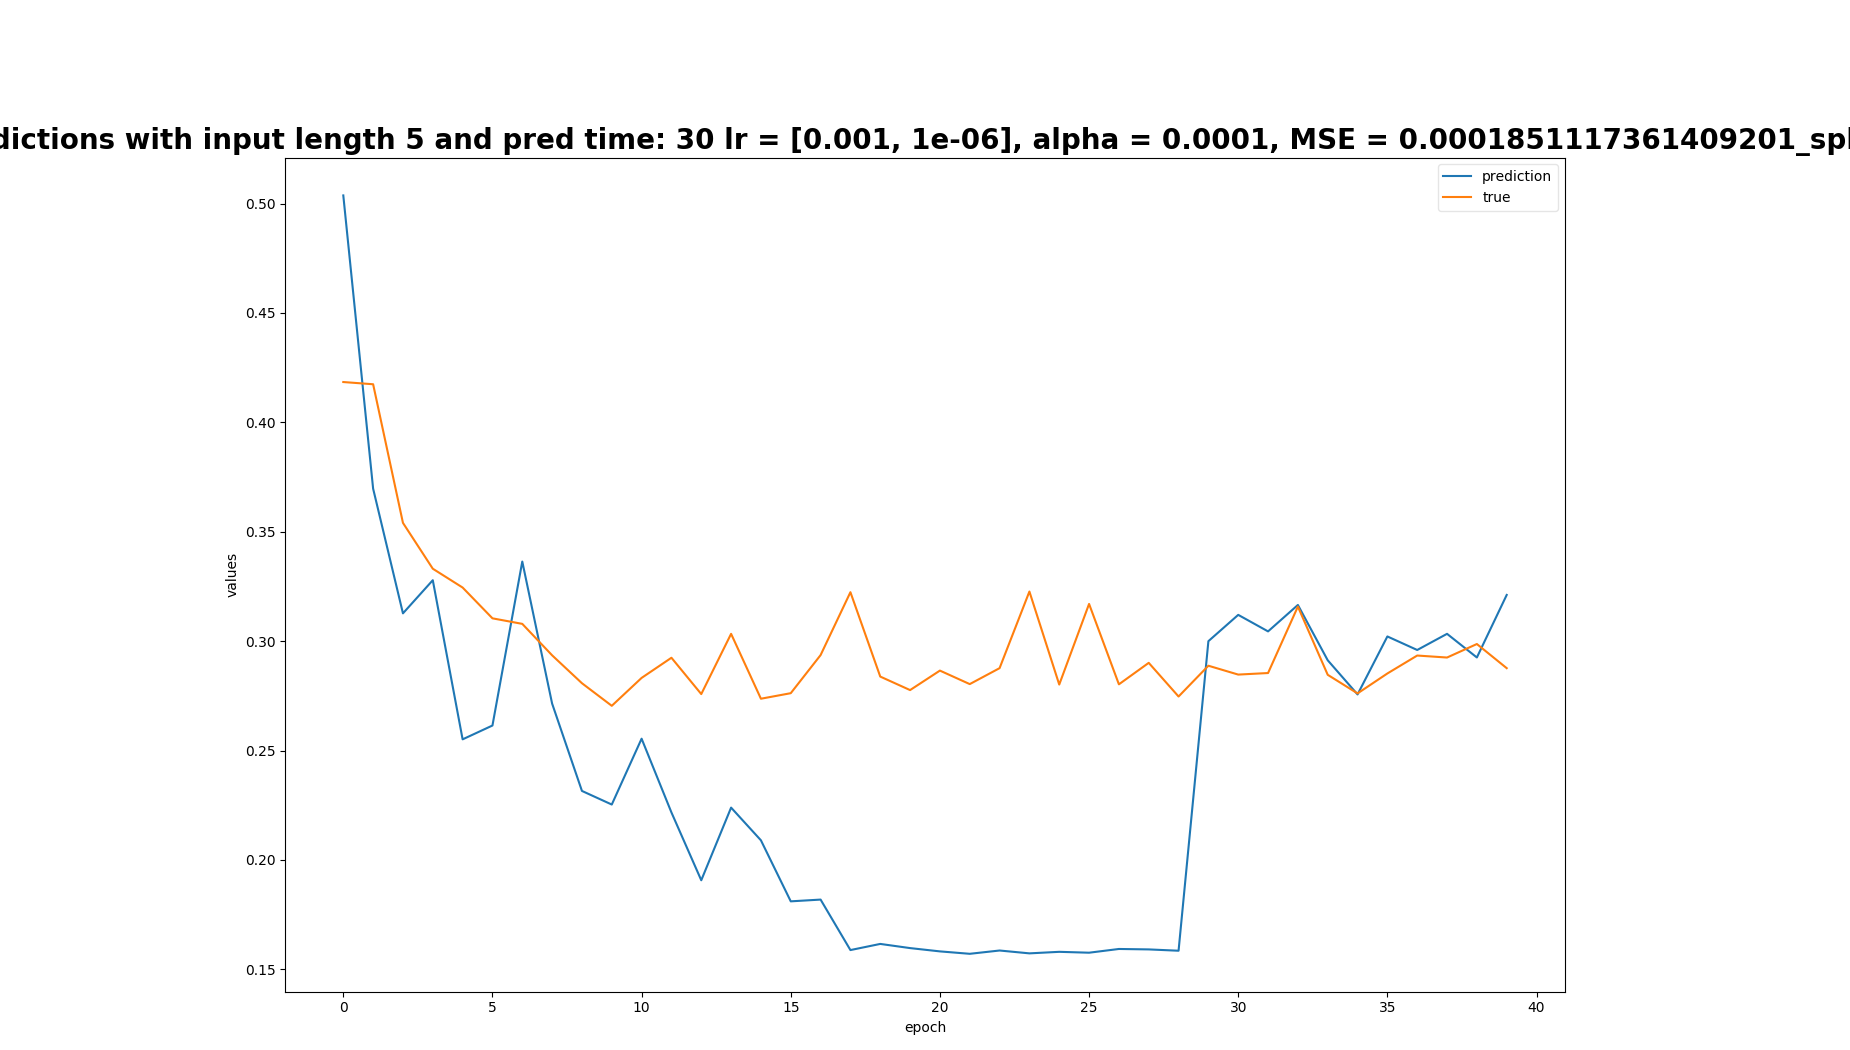 dictions with input length 5 and pred time: 30 lr = [0.001, 1e-06], alpha = 0.0001, MSE = 0.0001851117361409201_spl
prediction
true
0.50
0.45
0.40
0.35
0.30
0.25
0.20
0.15
values
0 5 10 15 20 25 30 35 40
epoch